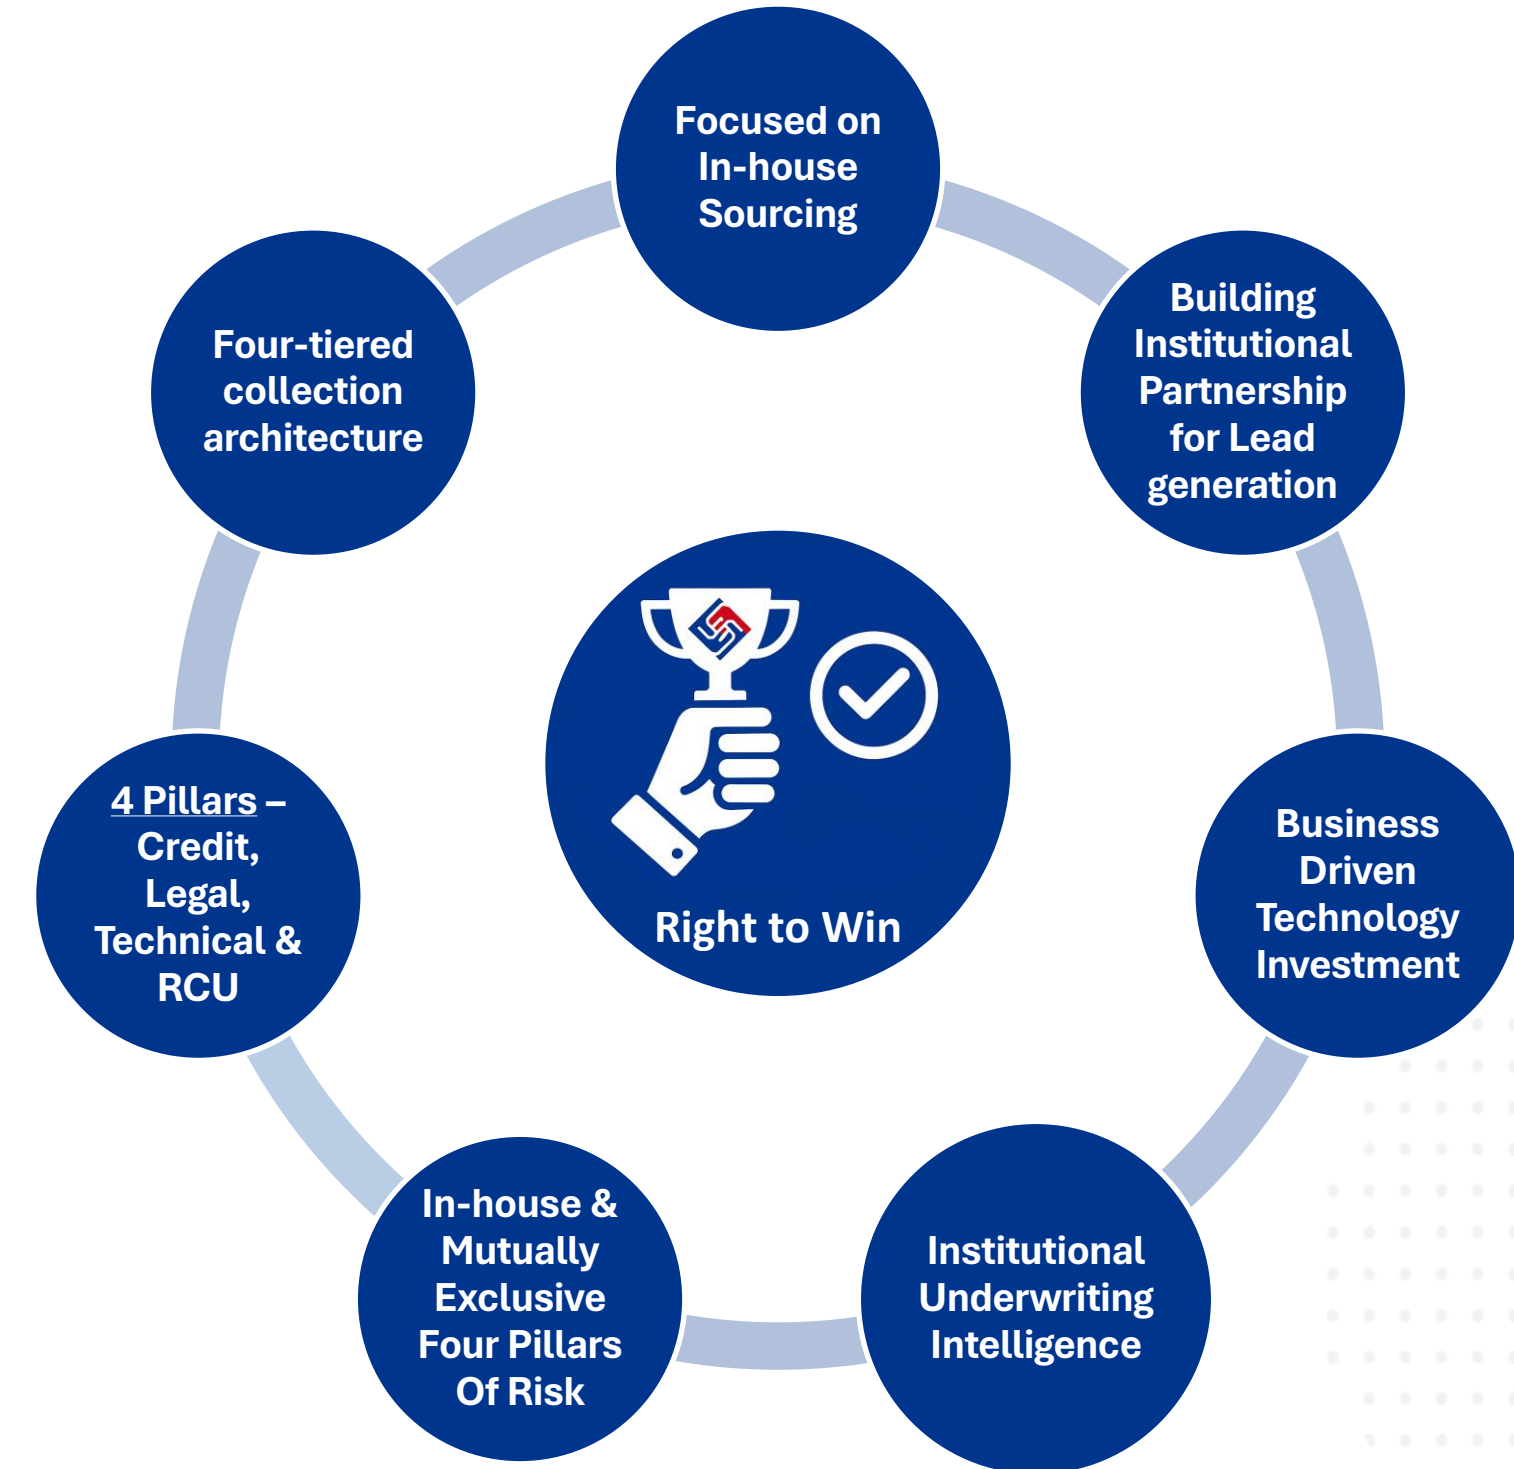 Focused on
In-house
Sourcing
Building
Institutional
Partnership
for Lead
generation
Business
Driven
Technology
Investment
Institutional
Underwriting
Intelligence
In-house &
Mutually
Exclusive
Four Pillars
Of Risk
4 Pillars –
Credit,
Legal,
Technical &
RCU
Four-tiered
collection
architecture
Right to Win